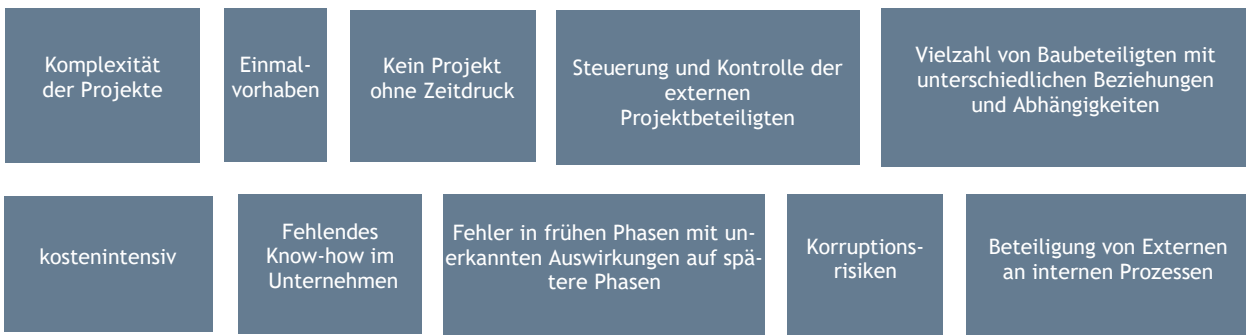 Komplexität
der Projekte
Einmal-
vorhaben
Kein Projekt
ohne Zeitdruck
Steuerung und Kontrolle der
externen
Projektbeteiligten
Vielzahl von Baubeteiligten mit
unterschiedlichen Beziehungen
und Abhängigkeiten
kostenintensiv
Fehlendes
Know-how im
Unternehmen
Fehler in frühen Phasen mit un-
erkannten Auswirkungen auf spä-
tere Phasen
Korruptions-
risiken
Beteiligung von Externen
an internen Prozessen